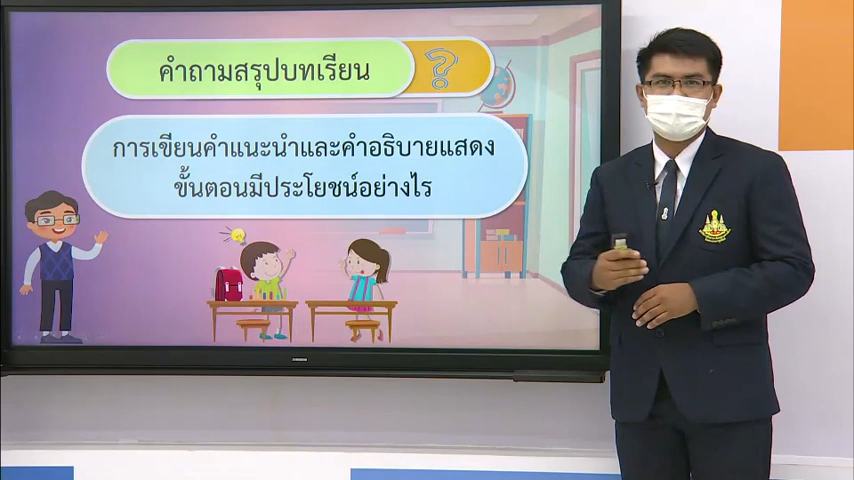 คำถามสรุปบทเรียน
การเขียนคำแนะนำและคำอธิบายแสดง
ขั้นตอนมีประโยชน์อย่างไร